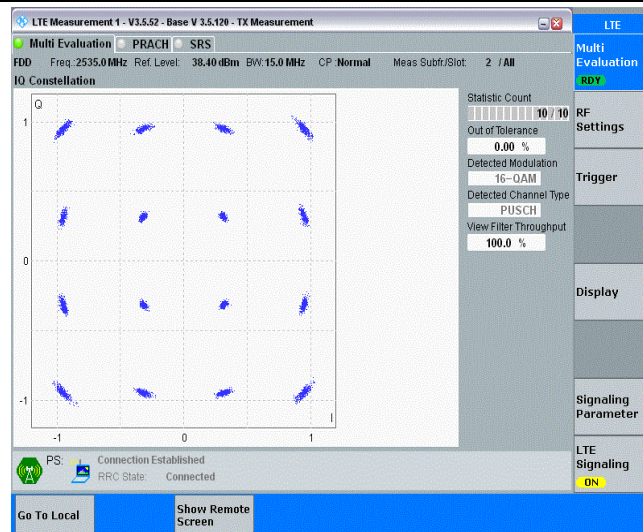 LTE Measurement 1 - V3.5.52 - Base V 3.5.120 - TX Measurement
LTE
Multi Evaluation PRACH SRS
Multi
Evaluation
RDY
FDD Freq.:2535.0 MHz Ref. Level: 38.40 dBm BW:15.0 MHz CP :Normal Meas Subfr./Slot: 2 / All
IQ Constellation
Q
1
0
-1
-1 0 1
I
Statistic Count
10 / 10
Out of Tolerance
0.00 %
Detected Modulation
16-QAM
Detected Channel Type
PUSCH
View Filter Throughput
100.0 %
RF
Settings
Trigger
Display
Signaling
Parameter
LTE
Signaling
ON
PS: Connection Established
RRC State: Connected
Go To Local
Show Remote
Screen